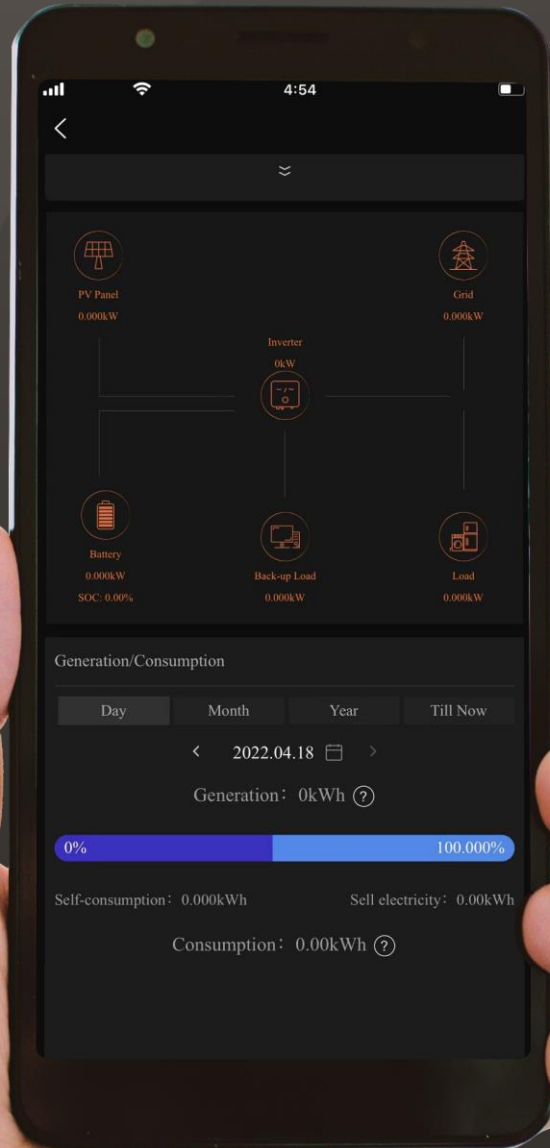 4:54
PV Panel
0.000kW
Grid
0.000kW
Inverter
0kW
Battery
0.000kW
SOC: 0.00%
Back-up Load
0.000kW
Load
0.000kW
Generation/Consumption
Day Month Year Till Now
2022.04.18
Generation: 0kWh ?
0% 100.000%
Self-consumption: 0.000kWh Sell electricity: 0.00kWh
Consumption: 0.00kWh ?